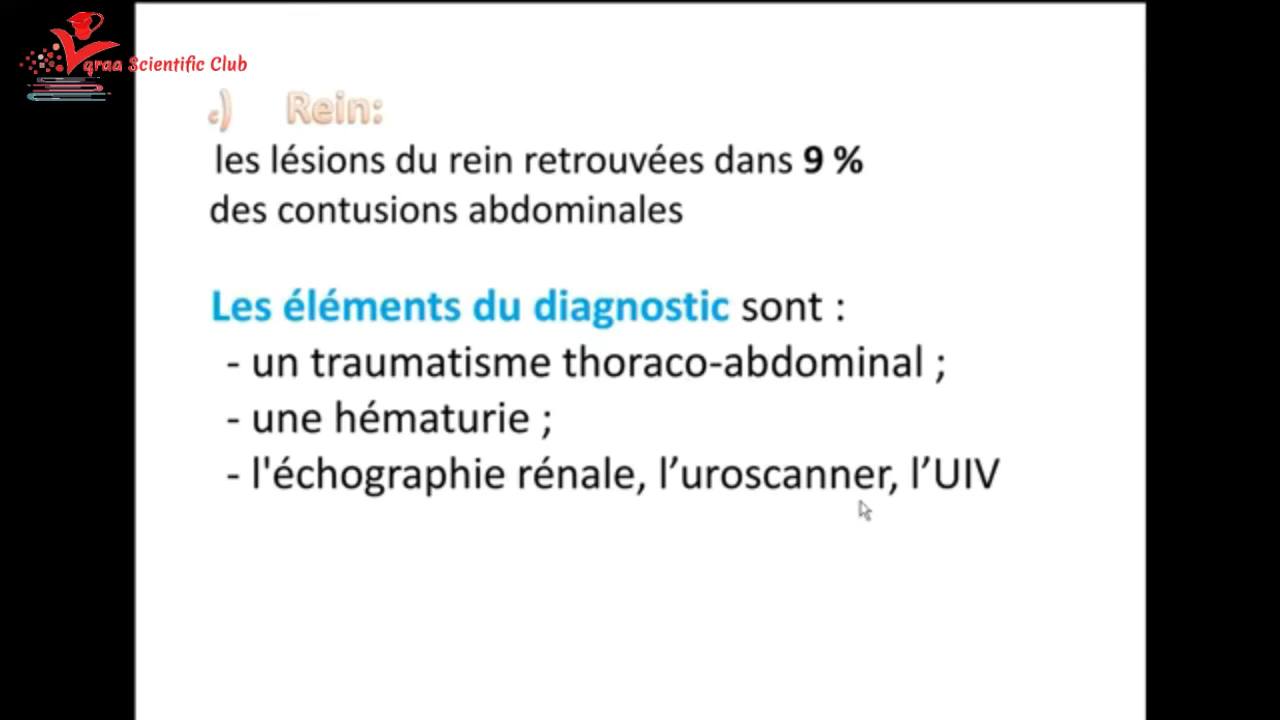 qraa Scientific Club
c) Rein:
les lésions du rein retrouvées dans 9 %
des contusions abdominales
Les éléments du diagnostic sont :
- un traumatisme thoraco-abdominal ;
- une hématurie ;
- l'échographie rénale, l’uroscanner, l’UIV